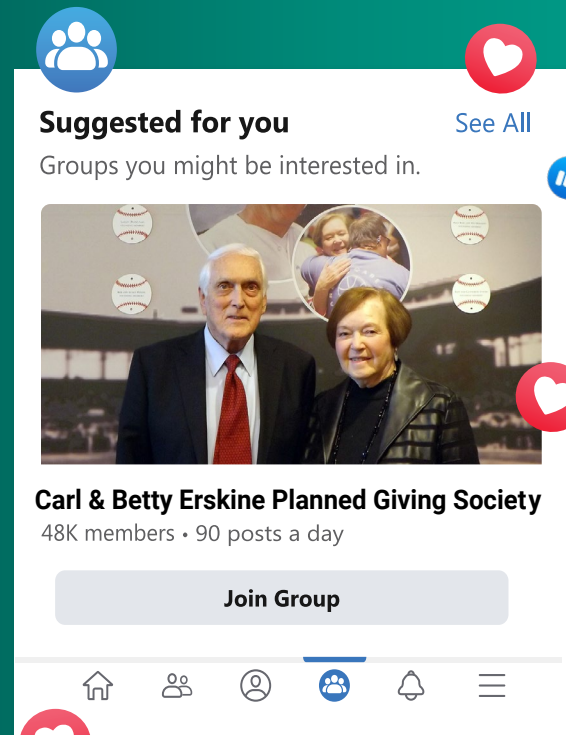 Suggested for you
See All
Groups you might be interested in.
Carl & Betty Erskine Planned Giving Society
48K members • 90 posts a day
Join Group